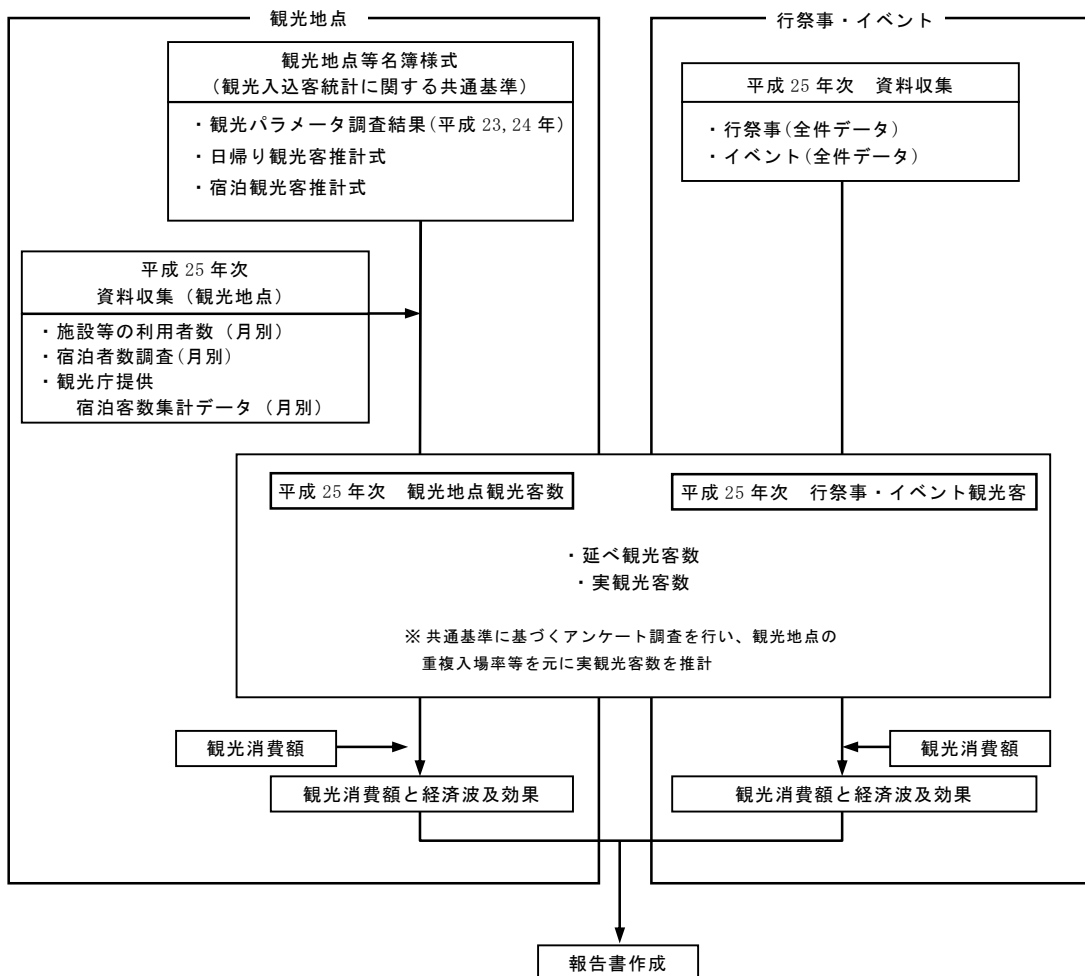 観光地点
観光地点等名簿様式
(観光入込客統計に関する共通基準)
・観光パラメータ調査結果(平成 23, 24 年)
・日帰り観光客推計式
・宿泊観光客推計式
平成 25 年次
資料収集（観光地点）
・施設等の利用者数（月別）
・宿泊者数調査(月別)
・観光庁提供
宿泊客数集計データ（月別）
行祭事・イベント
平成 25 年次　資料収集
・行祭事(全件データ)
・イベント(全件データ)
平成 25 年次　観光地点観光客数
平成 25 年次　行祭事・イベント観光客
・延べ観光客数
・実観光客数
※ 共通基準に基づくアンケート調査を行い、観光地点の
重複入場率等を元に実観光客数を推計
観光消費額
観光消費額
観光消費額と経済波及効果
観光消費額と経済波及効果
報告書作成